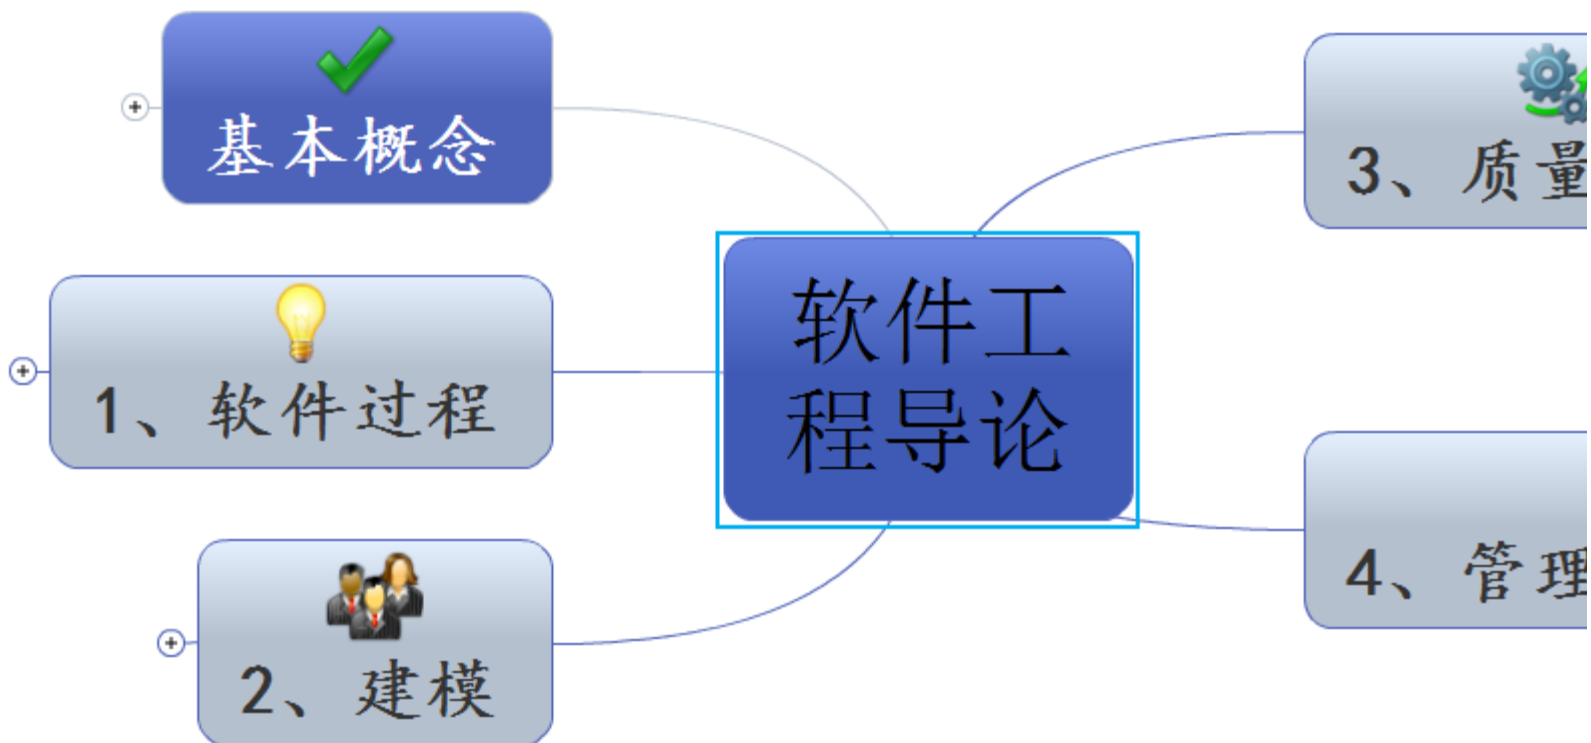 基本概念
1、软件过程
2、建模
软件工
程导论
3、质量
4、管理